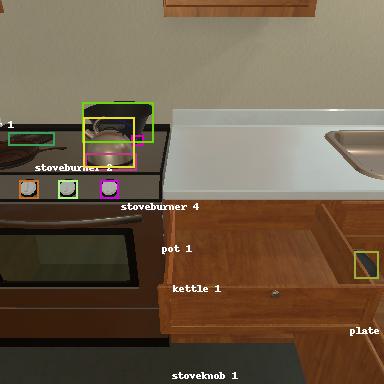 1
stoveburner 2
stoveburner 4
pot 1
kettle 1
plate
stoveknob 1